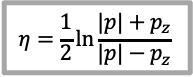 η = 1/2 ln |p| + p_z / |p| − p_z